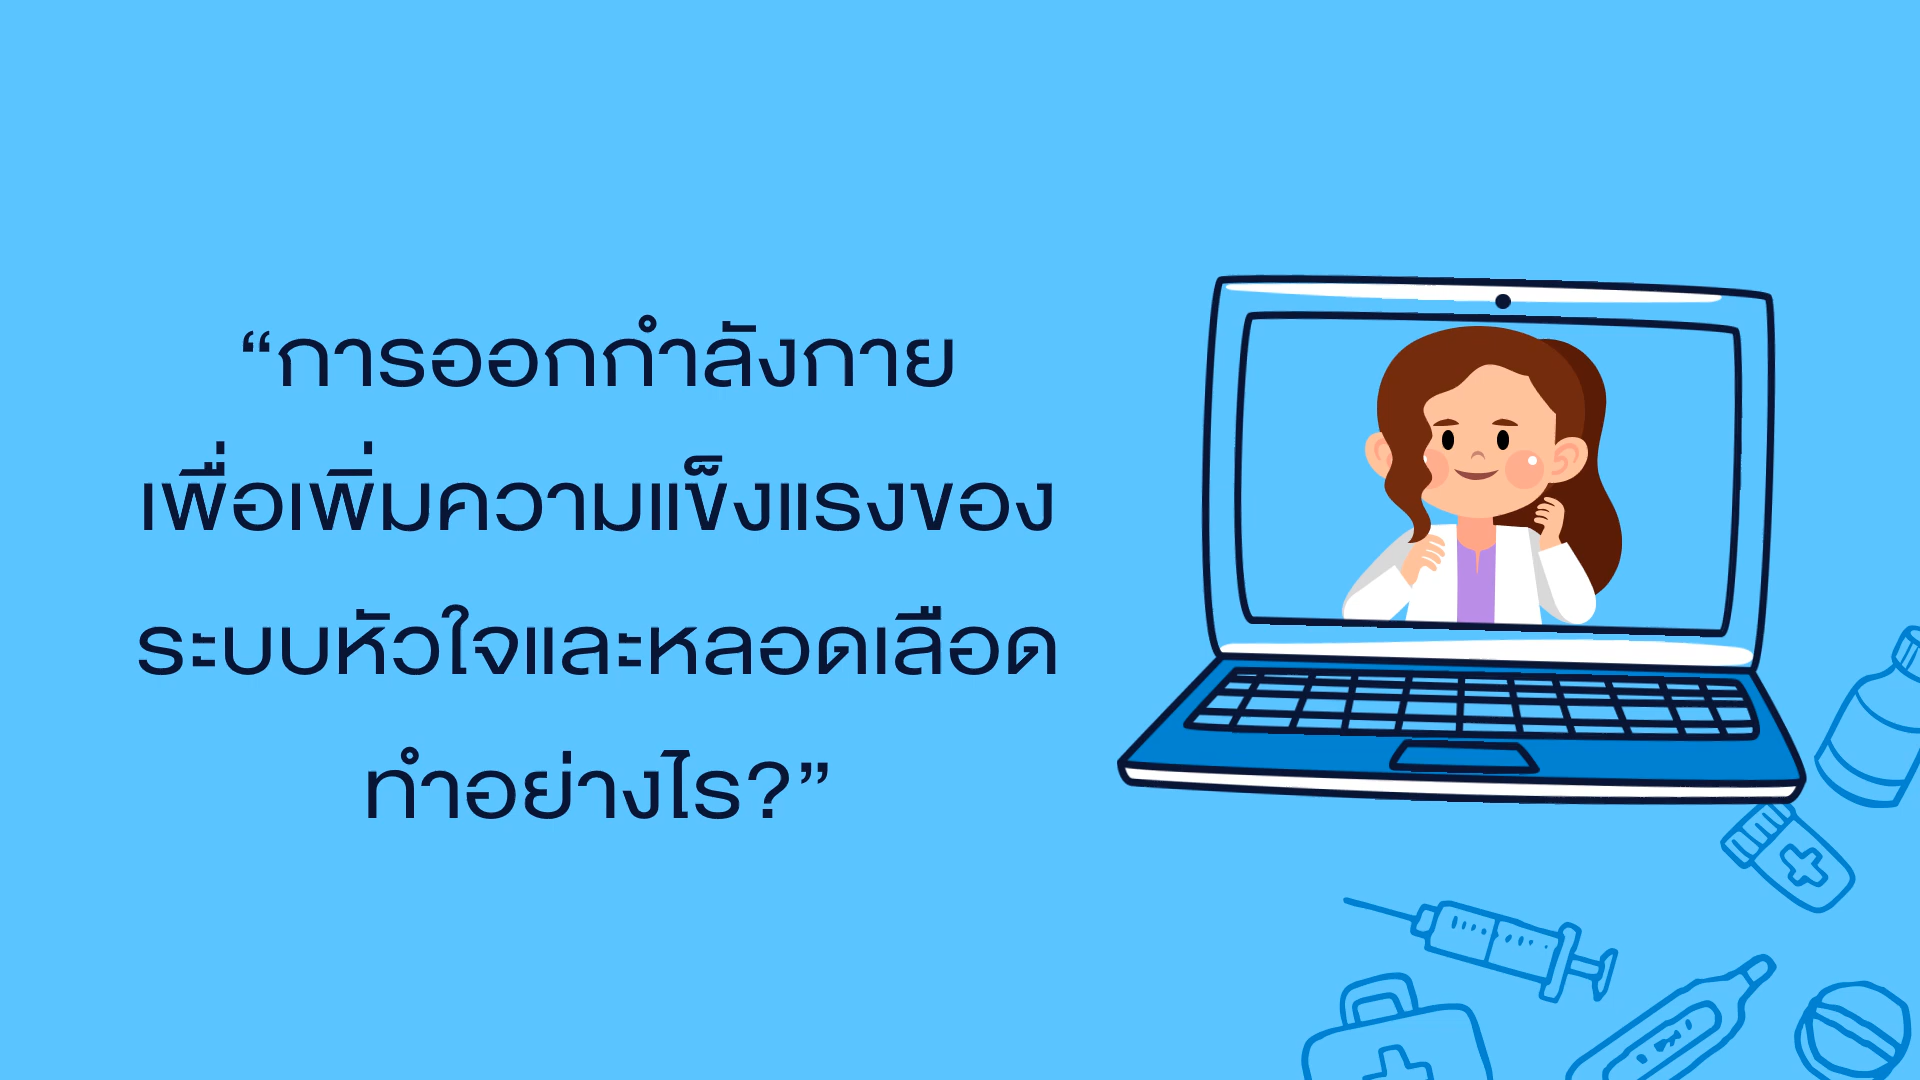 “การออกกำลังกาย
เพื่อเพิ่มความแข็งแรงของ
ระบบหัวใจและหลอดเลือด
ทำอย่างไร?”